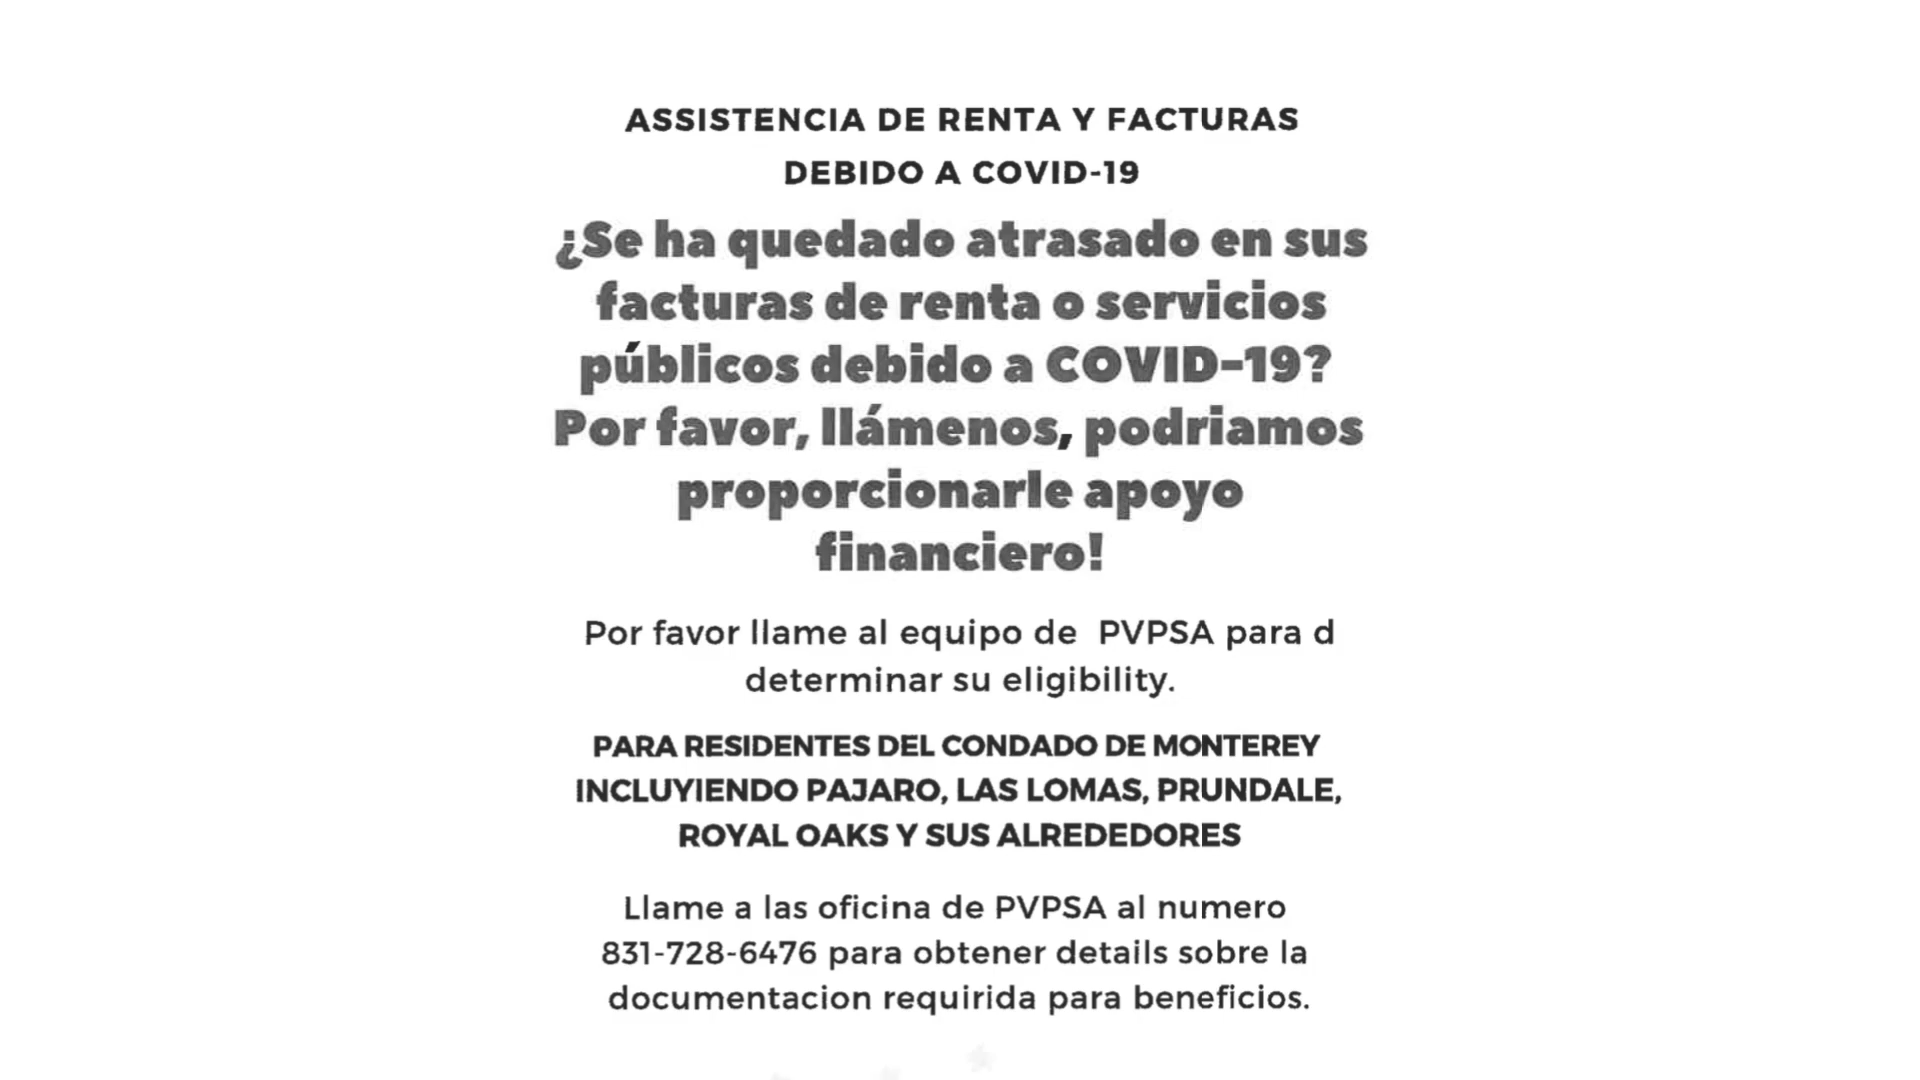 ASSISTENCIA DE RENTA Y FACTURAS
DEBIDO A COVID-19
¿Se ha quedado atrasado en sus
facturas de renta o servicios
públicos debido a COVID-19?
Por favor, llámenos, podriamos
proporcionarle apoyo
financiero!
Por favor llame al equipo de PVPSA para d
determinar su eligibility.
PARA RESIDENTES DEL CONDADO DE MONTEREY
INCLUYIENDO PAJARO, LAS LOMAS, PRUNDALE,
ROYAL OAKS Y SUS ALREDEDORES
Llame a las oficina de PVPSA al numero
831-728-6476 para obtener details sobre la
documentacion requirida para beneficios.